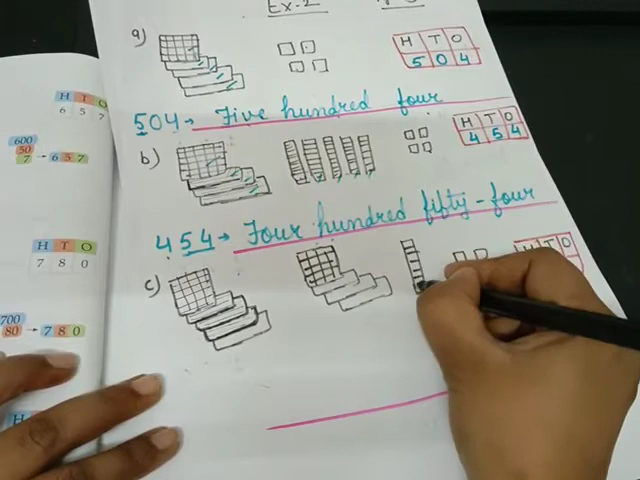 Ex-2
a)
H T O
5 0 4
504→ Five hundred four
b)
H T O
4 5 4
454→ Four hundred fifty-four
c)
H T O
H T O
6 5 7
600
50
7 → 657
H T O
7 8 0
700
80 → 780
H